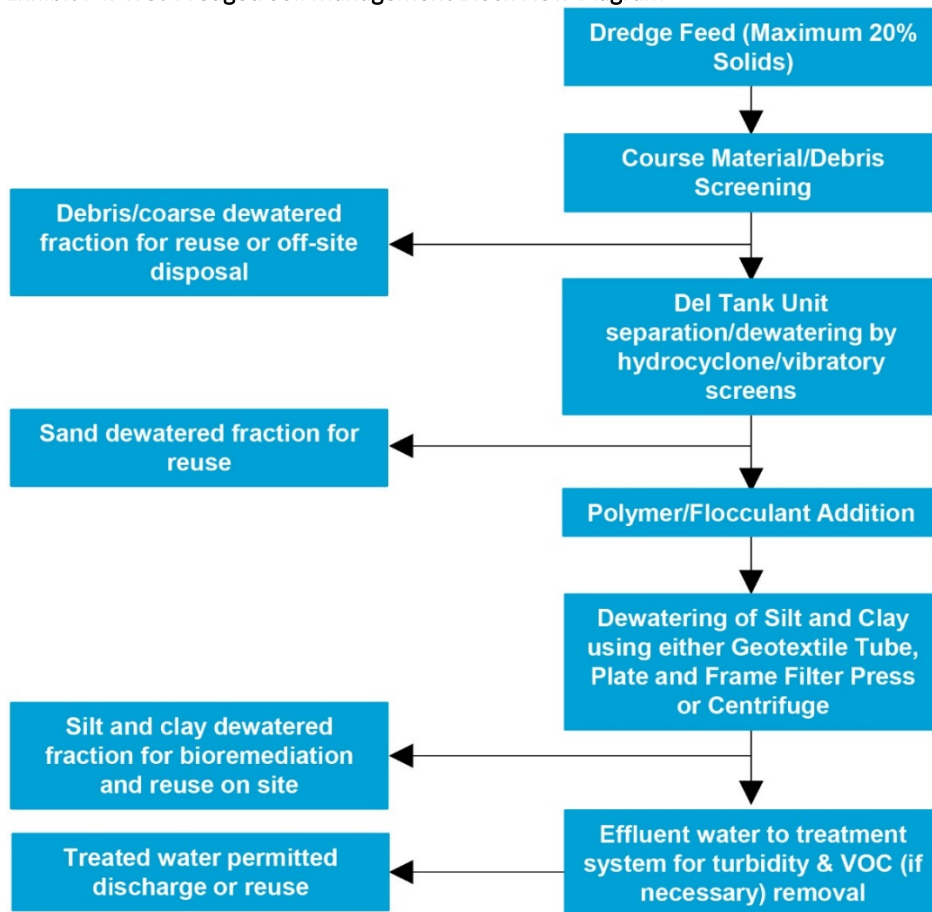 Dredge Feed (Maximum 20%
Solids)
Course Material/Debris
Screening
Debris/coarse dewatered
fraction for reuse or off-site
disposal
Del Tank Unit
separation/dewatering by
hydrocyclone/vibratory
screens
Sand dewatered fraction for
reuse
Polymer/Flocculant Addition
Dewatering of Silt and Clay
using either Geotextile Tube,
Plate and Frame Filter Press
or Centrifuge
Silt and clay dewatered
fraction for bioremediation
and reuse on site
Effluent water to treatment
system for turbidity & VOC (if
necessary) removal
Treated water permitted
discharge or reuse